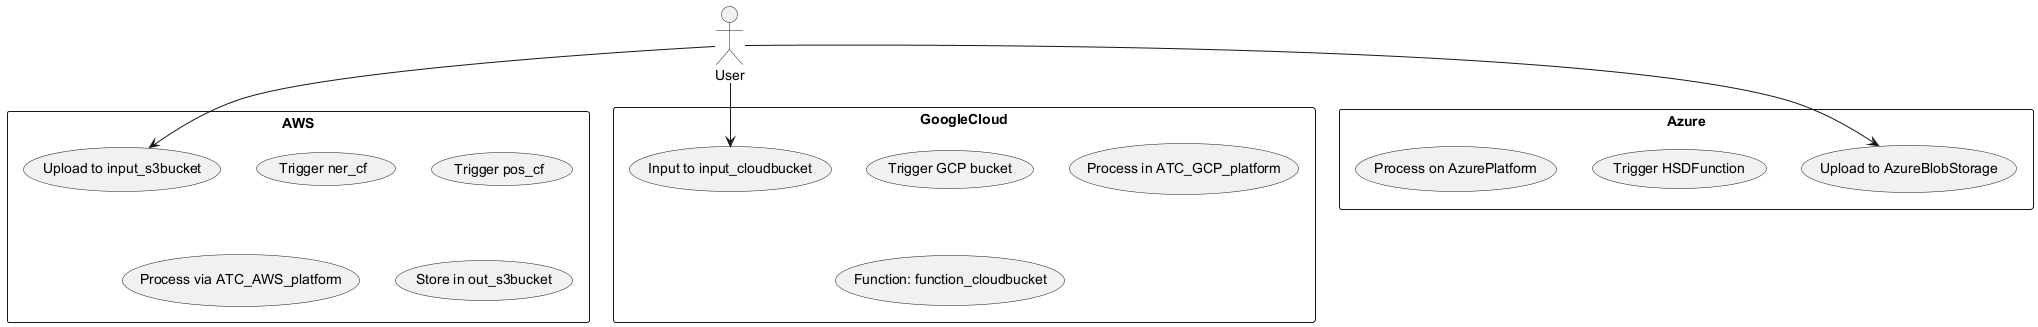 User
AWS
Upload to input_s3bucket
Trigger ner_cf
Trigger pos_cf
Process via ATC_AWS_platform
Store in out_s3bucket
GoogleCloud
Input to input_cloudbucket
Trigger GCP bucket
Process in ATC_GCP_platform
Function: function_cloudbucket
Azure
Process on AzurePlatform
Trigger HSDFunction
Upload to AzureBlobStorage